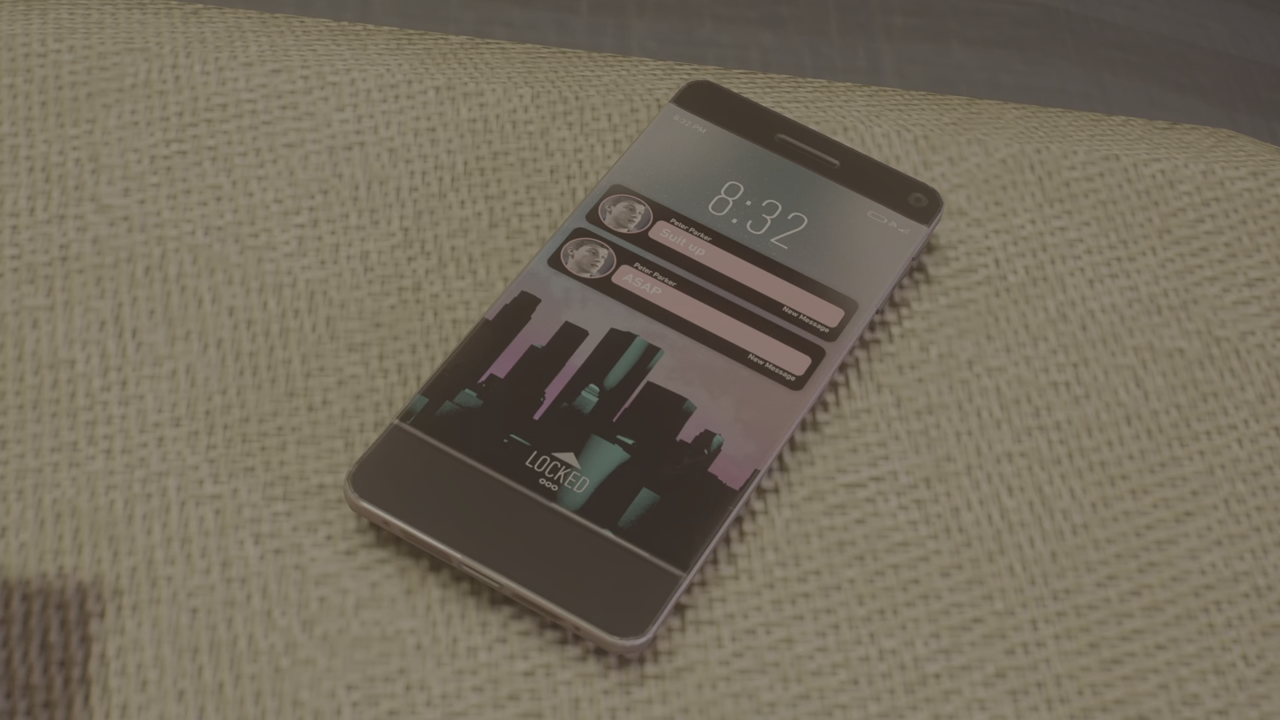 8:32
Peter Parker
Suit up
New Message
Peter Parker
ASAP
New Message
LOCKED